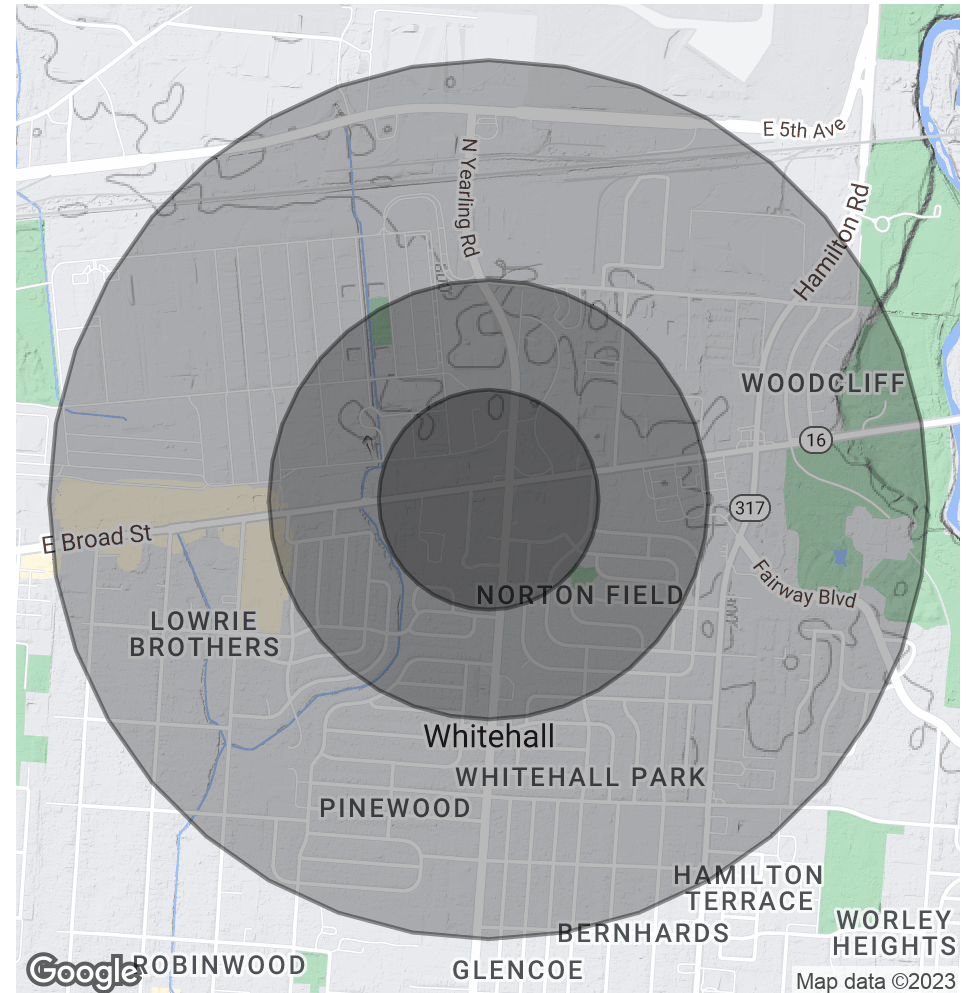 E 5th Ave
N Yearling Rd
Hamilton Rd
WOODCLIFF
16
317
E Broad St
Fairway Blvd
NORTON FIELD
LOWRIE
BROTHERS
Whitehall
WHITEHALL PARK
PINEWOOD
HAMILTON
TERRACE
BERNHARDS
WORLEY
HEIGHTS
ROBINWOOD
GLENCOE
Google
Map data ©2023